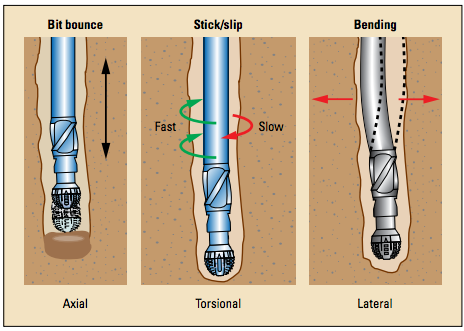 Bit bounce
Stick/slip
Bending
Fast
Slow
Axial
Torsional
Lateral